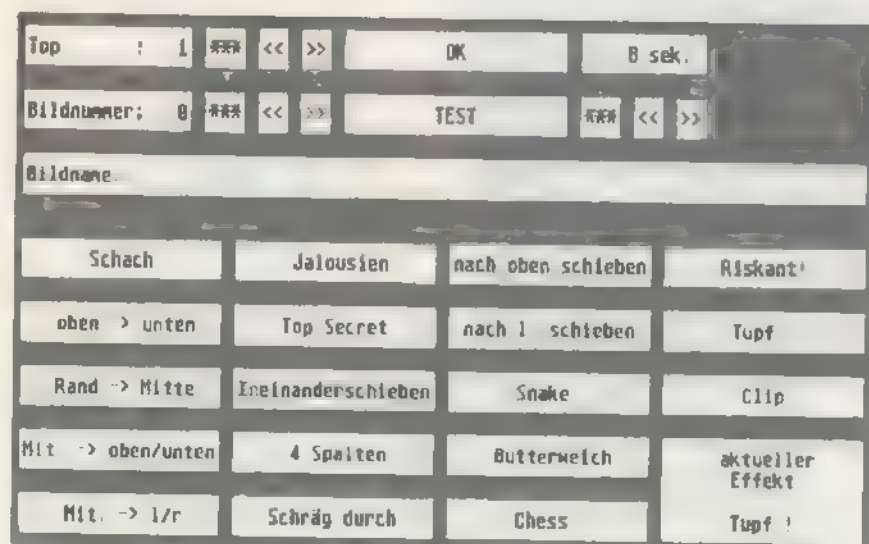 Top : 1 *** << >> OK 8 sek.
Bildnummer: 0 *** << >> TEST *** << >>
Bildname
Schach Jalousien nach oben schieben Riskant!
oben -> unten Top Secret nach l schieben Tupf
Rand -> Mitte Ineinanderschieben Snake Clip
Mit -> oben/unten 4 Spalten Butterweich aktueller
Effekt
Mit. -> l/r Schräg durch Chess Tupf !